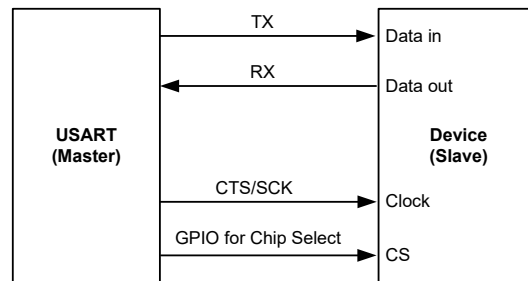 TX
Data in
RX
Data out
USART
(Master)
Device
(Slave)
CTS/SCK
Clock
GPIO for Chip Select
CS